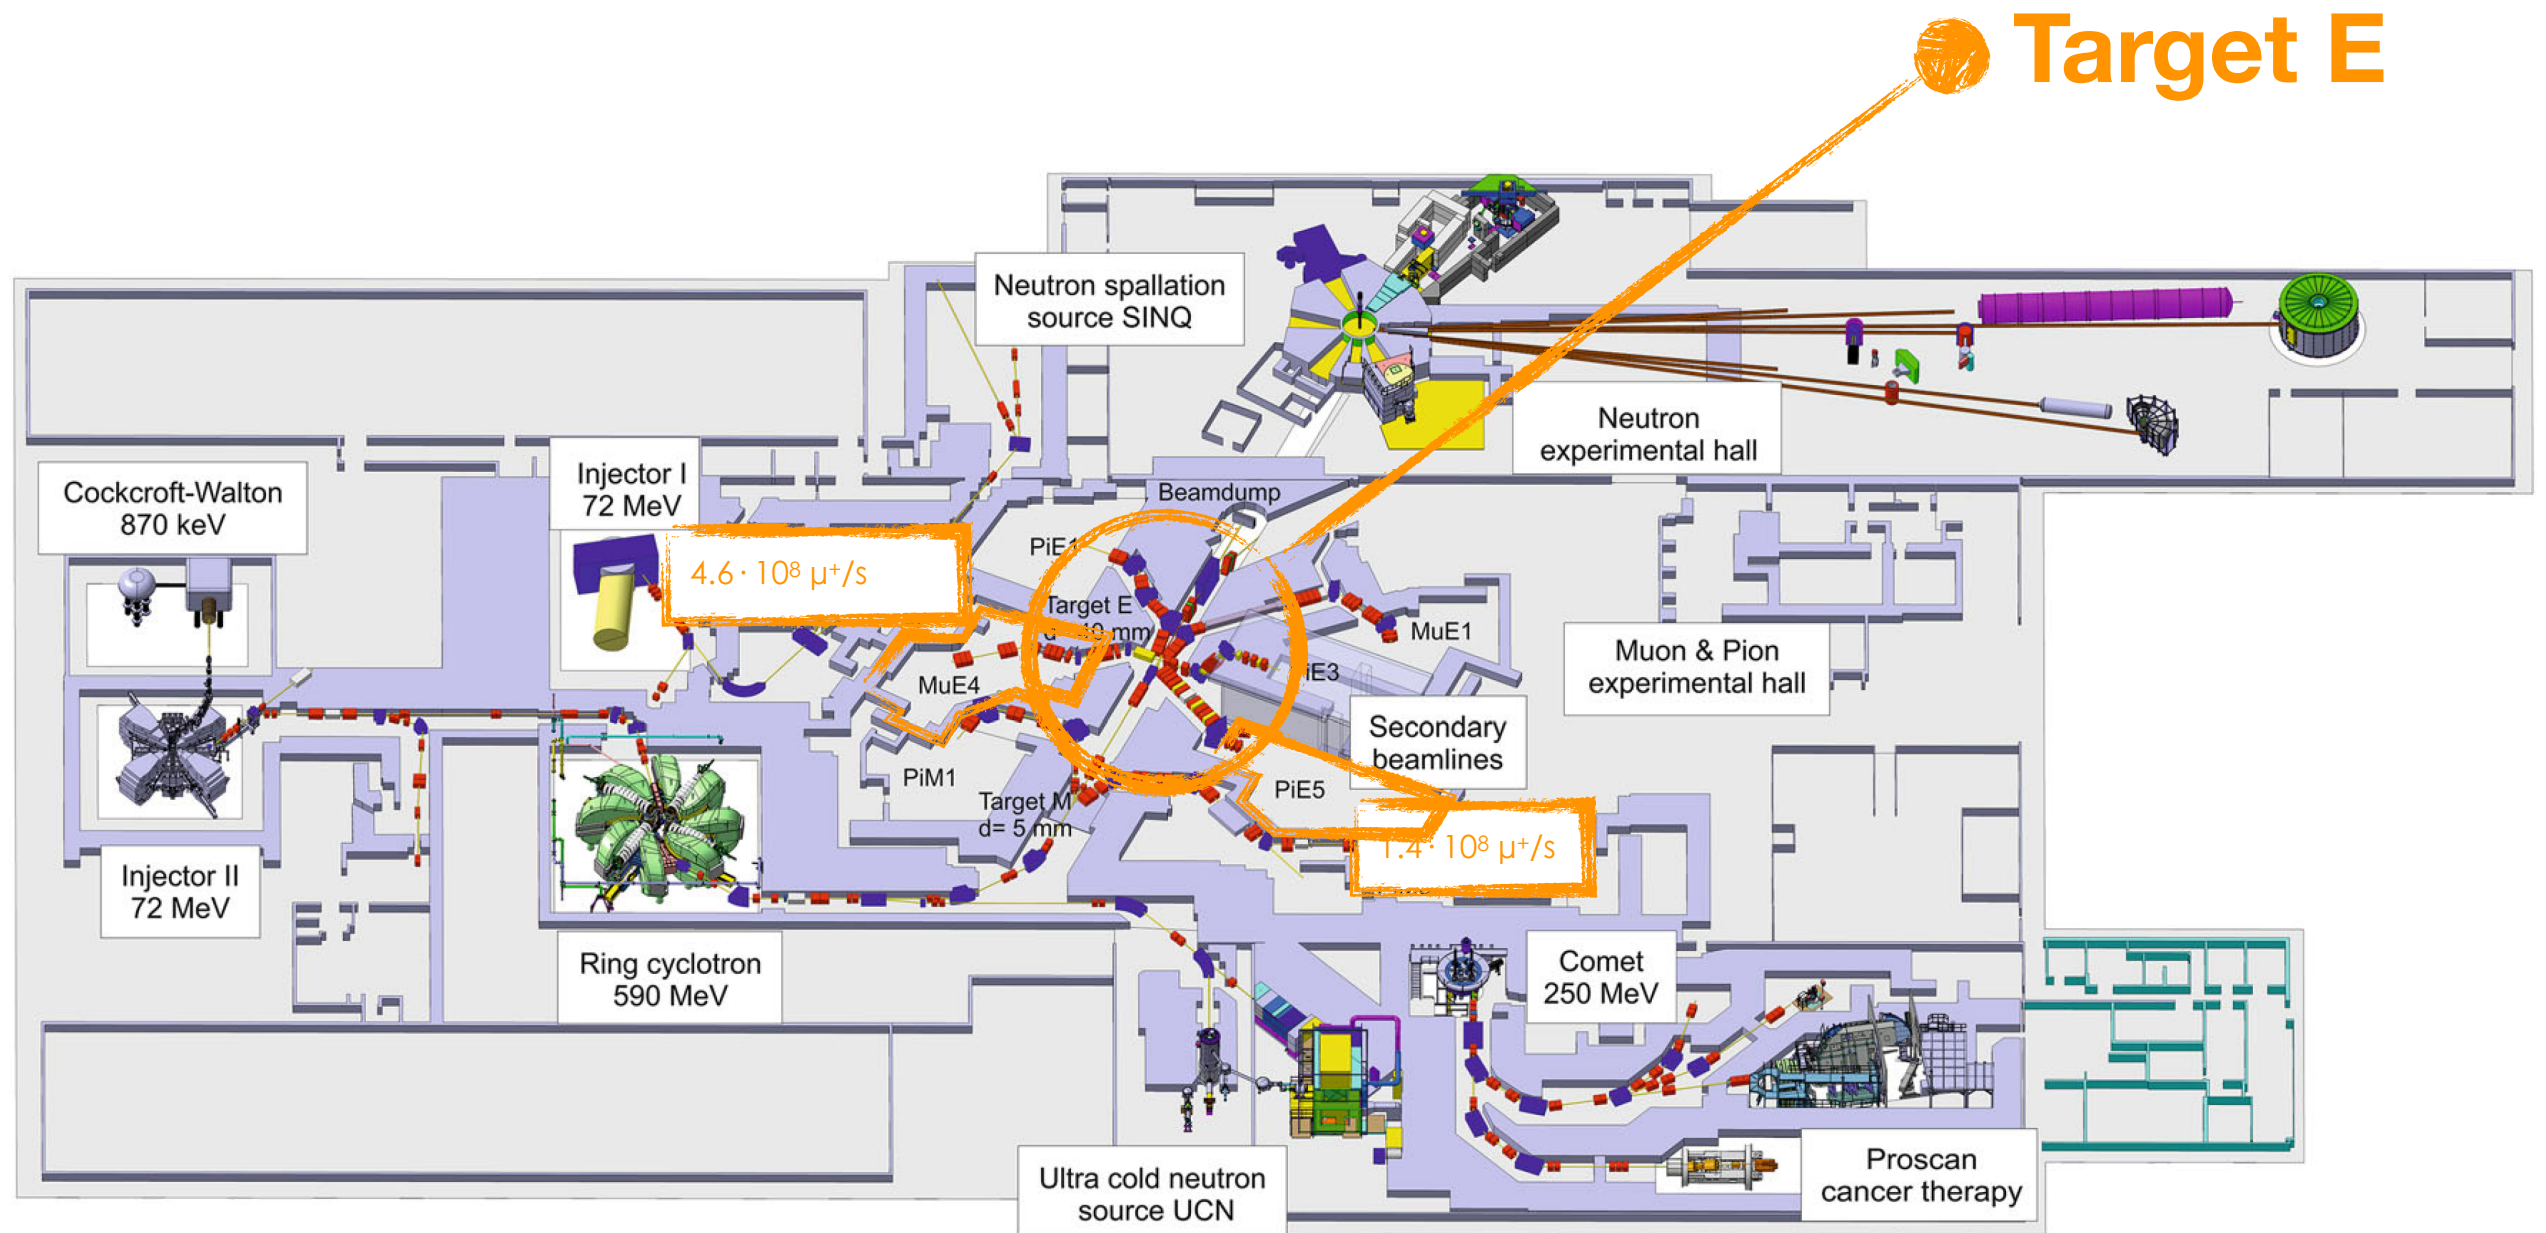 Target E
Neutron spallation
source SINQ
Neutron
experimental hall
Injector I
72 MeV
Cockcroft-Walton
870 keV
Beamdump
PiE1
4.6 · 10⁸ μ⁺/s
Target E
mm
MuE1
MuE4
Muon & Pion
experimental hall
Secondary
beamlines
PiM1
PiE5
Target M
d= 5 mm
1.4 · 10⁸ μ⁺/s
Injector II
72 MeV
Ring cyclotron
590 MeV
Comet
250 MeV
Ultra cold neutron
source UCN
Proscan
cancer therapy